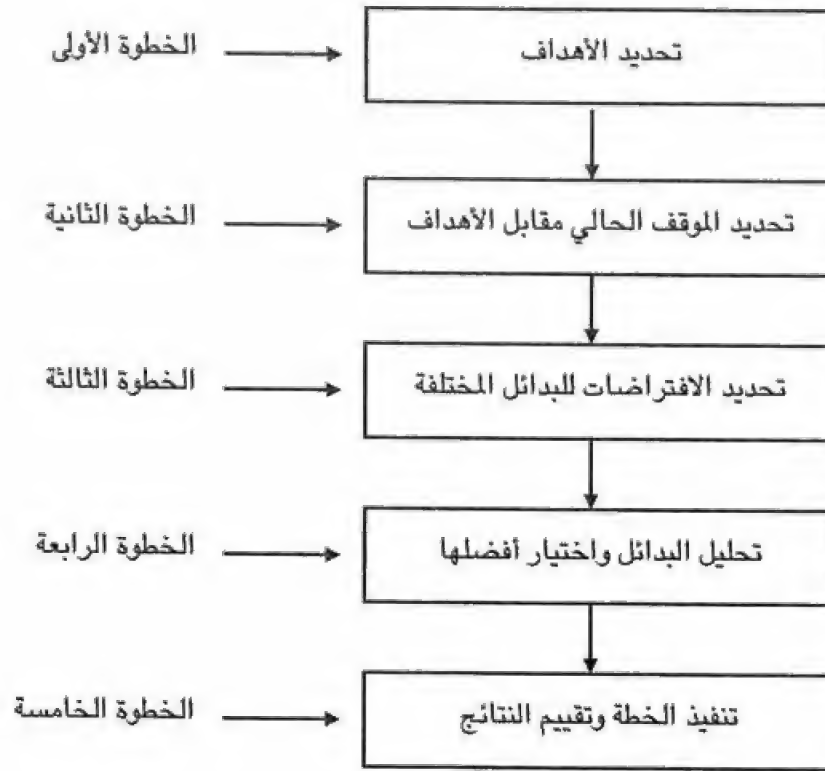 الخطوة الأولى
تحديد الأهداف
الخطوة الثانية
تحديد الموقف الحالي مقابل الأهداف
الخطوة الثالثة
تحديد الافتراضات للبدائل المختلفة
الخطوة الرابعة
تحليل البدائل واختيار أفضلها
الخطوة الخامسة
تنفيذ الخطة وتقييم النتائج